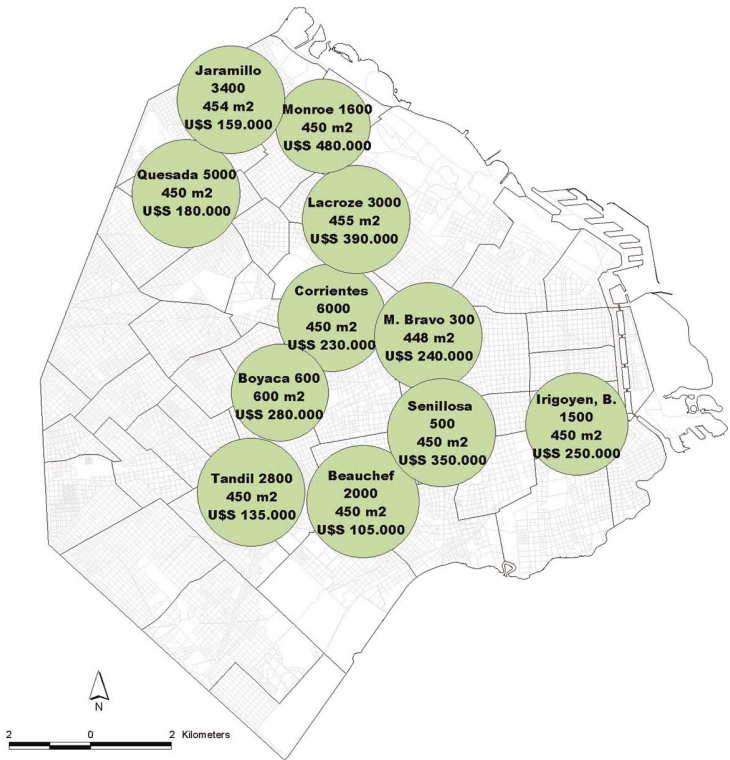 Jaramillo
3400
454 m2
U$S 159.000
Monroe 1600
450 m2
U$S 480.000
Quesada 5000
450 m2
U$S 180.000
Lacroze 3000
455 m2
U$S 390.000
Corrientes
6000
450 m2
U$S 230.000
M. Bravo 300
448 m2
U$S 240.000
Boyaca 600
600 m2
U$S 280.000
Senillosa
500
450 m2
U$S 350.000
Irigoyen, B.
1500
450 m2
U$S 250.000
Tandil 2800
450 m2
U$S 135.000
Beauchef
2000
450 m2
U$S 105.000
N
2 0 2 Kilometers